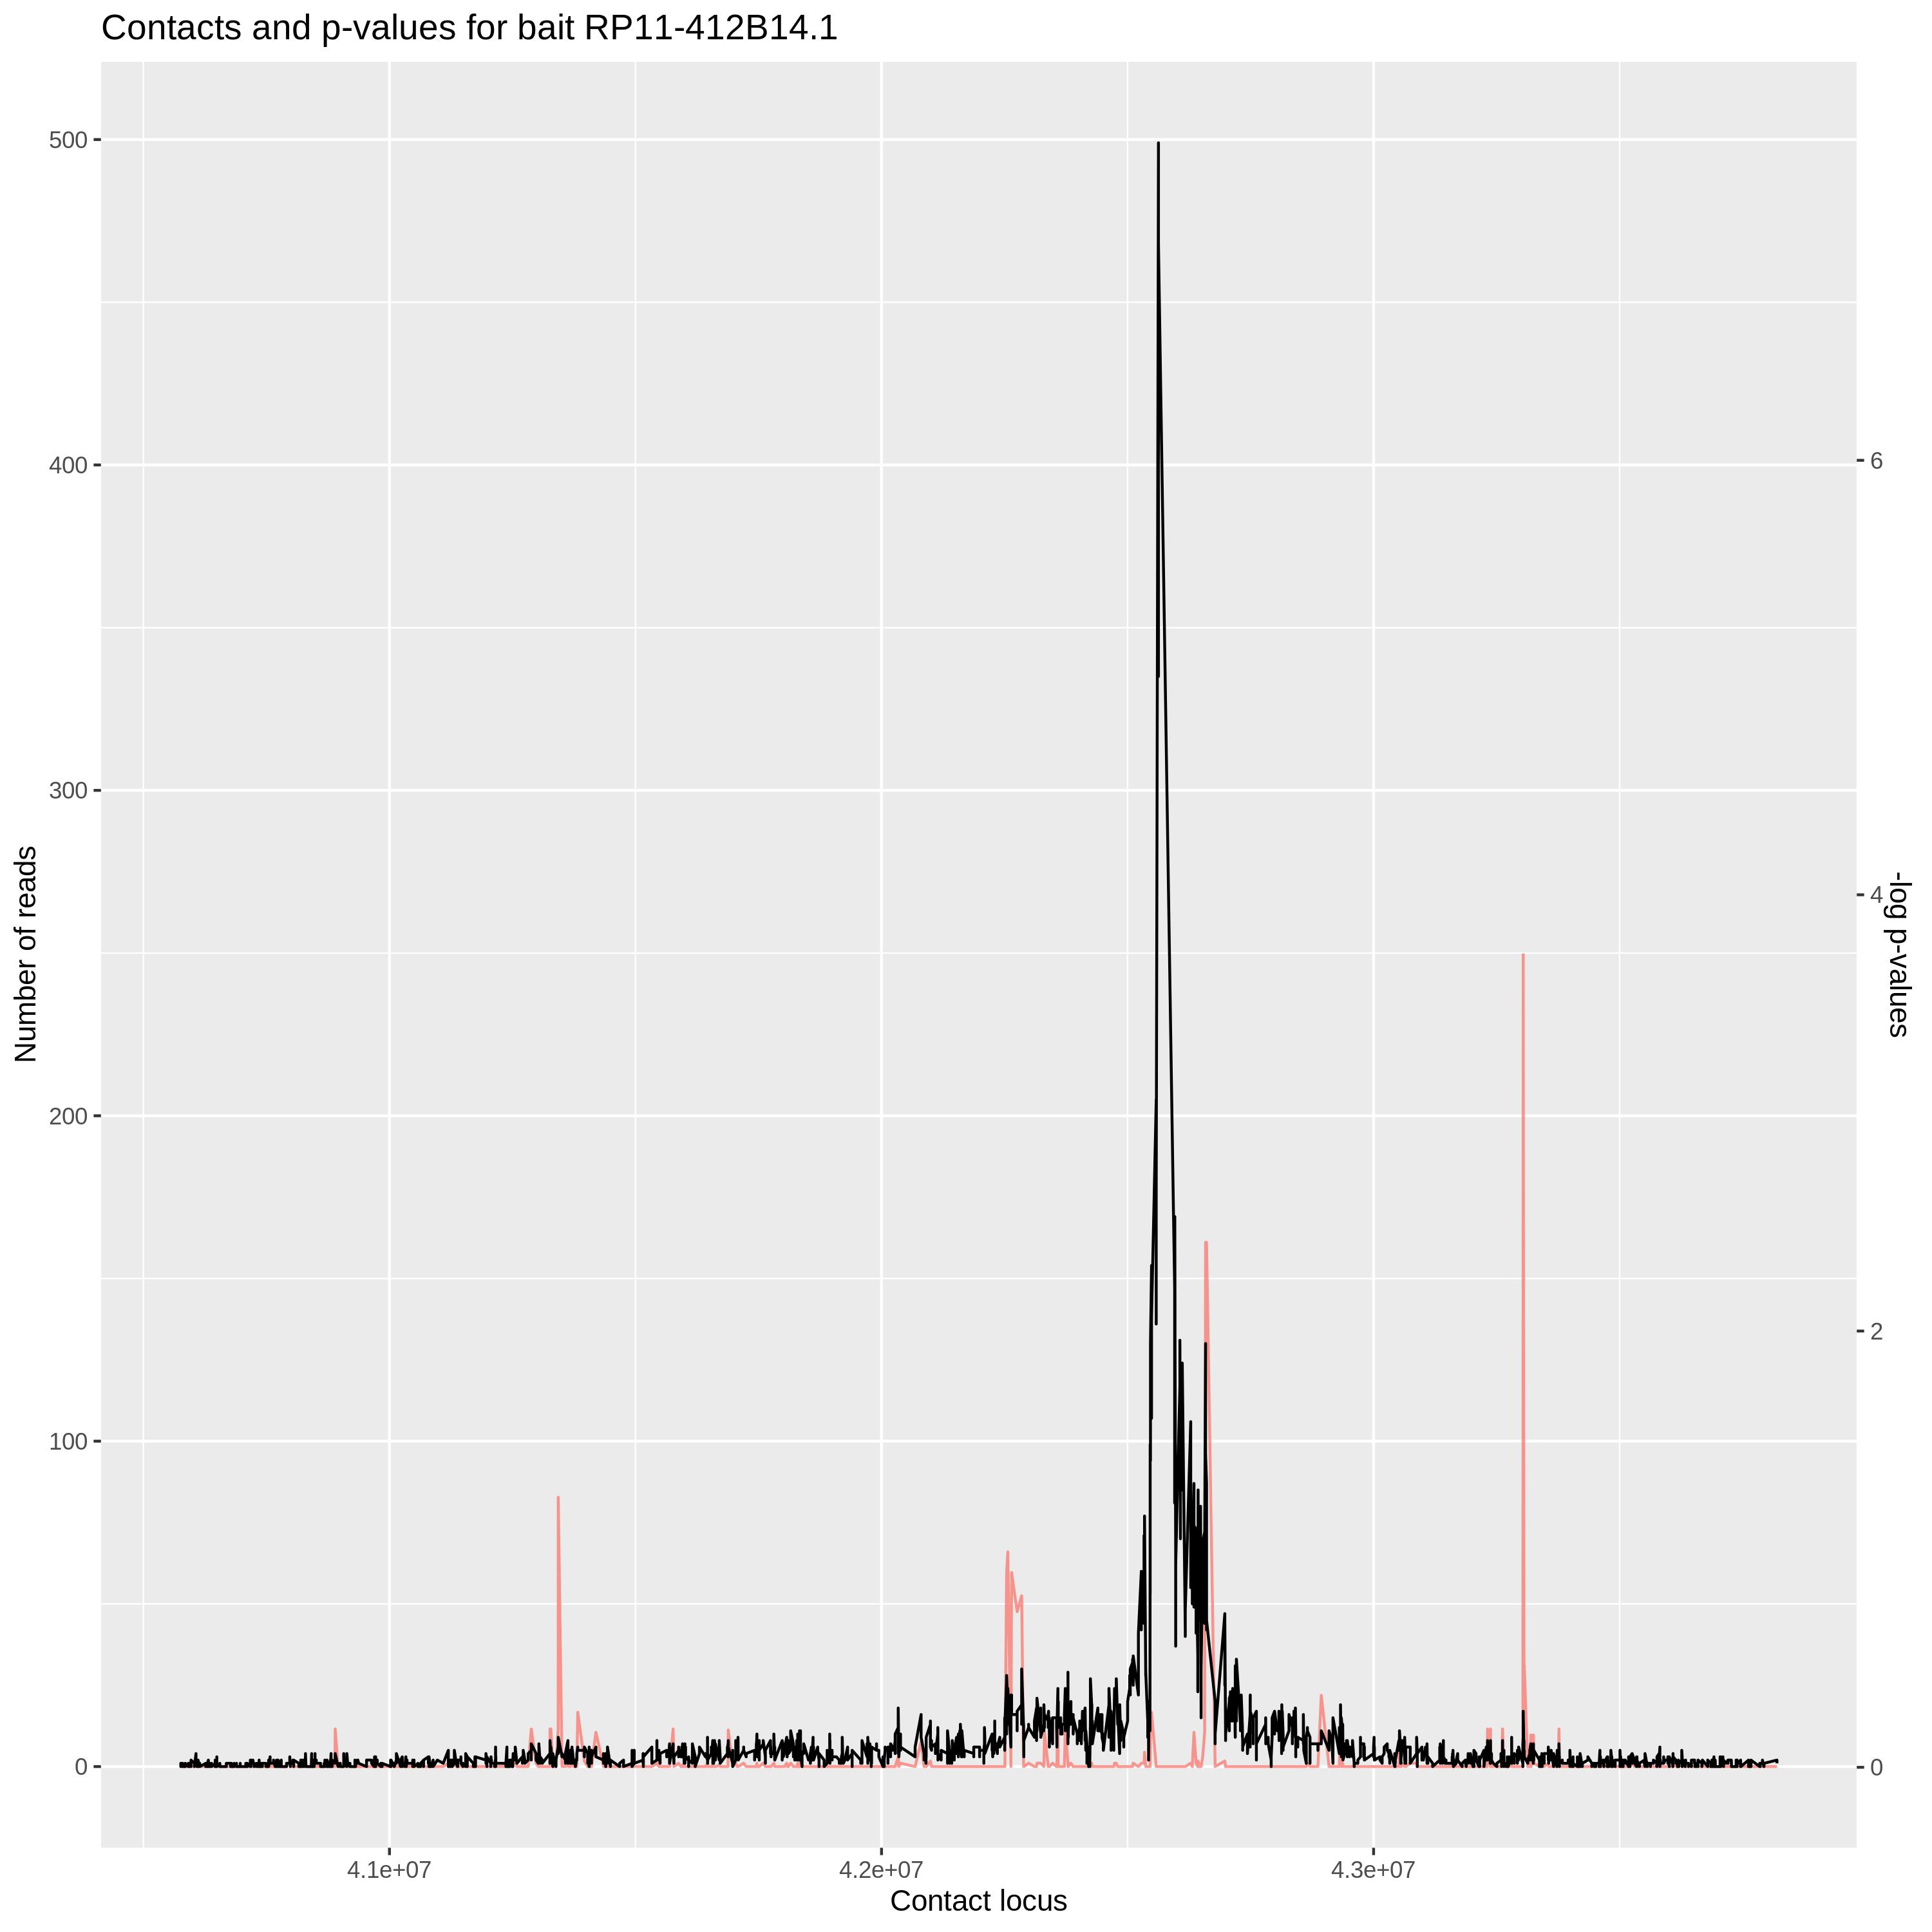 Contacts and p-values for bait RP11-412B14.1
500
400
300
200
100
0
Number of reads
6
4
2
0
-log p-values
4.1e+07
4.2e+07
4.3e+07
Contact locus